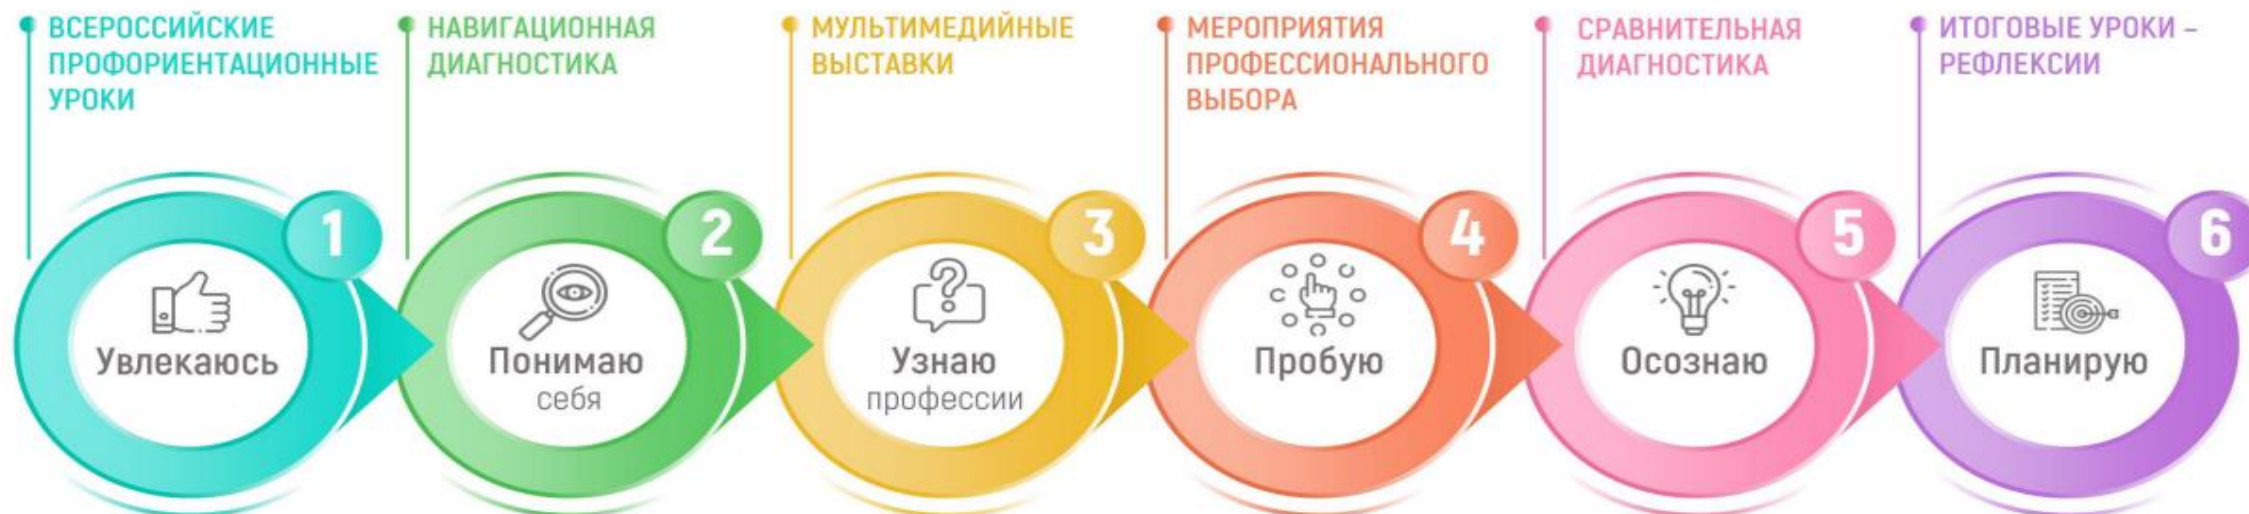 ВСЕРОССИЙСКИЕ
ПРОФОРИЕНТАЦИОННЫЕ
УРОКИ
1
Увлекаюсь
НАВИГАЦИОННАЯ
ДИАГНОСТИКА
2
Понимаю
себя
МУЛЬТИМЕДИЙНЫЕ
ВЫСТАВКИ
3
Узнаю
профессии
МЕРОПРИЯТИЯ
ПРОФЕССИОНАЛЬНОГО
ВЫБОРА
4
Пробую
СРАВНИТЕЛЬНАЯ
ДИАГНОСТИКА
5
Осознаю
ИТОГОВЫЕ УРОКИ –
РЕФЛЕКСИИ
6
Планирую